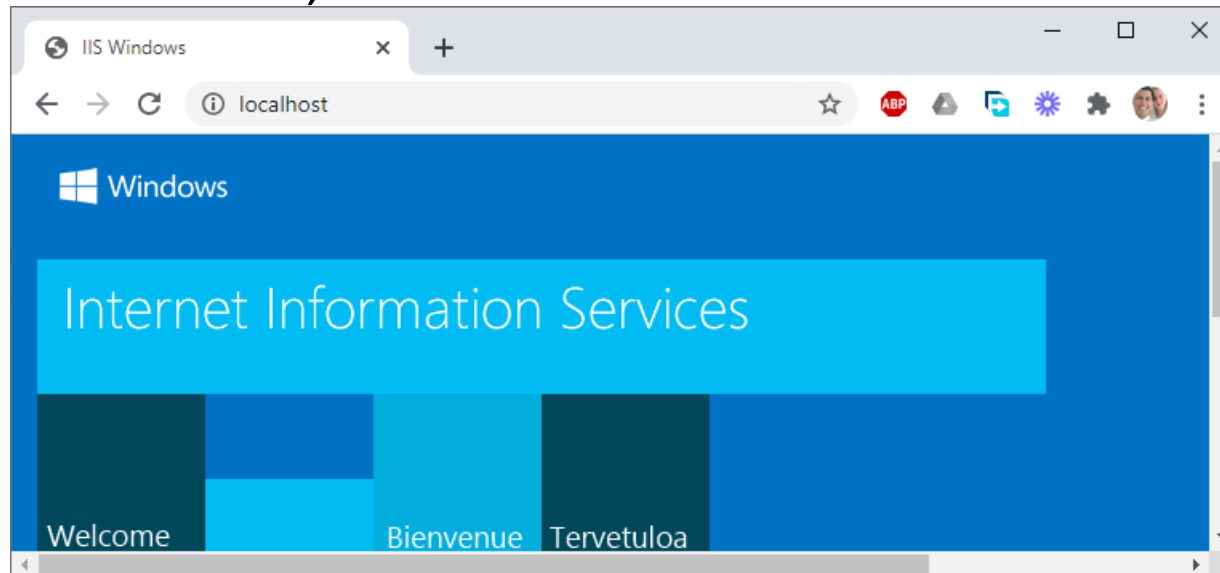 IIS Windows
localhost
ABP
Windows
Internet Information Services
Welcome Bienvenue Tervetuloa